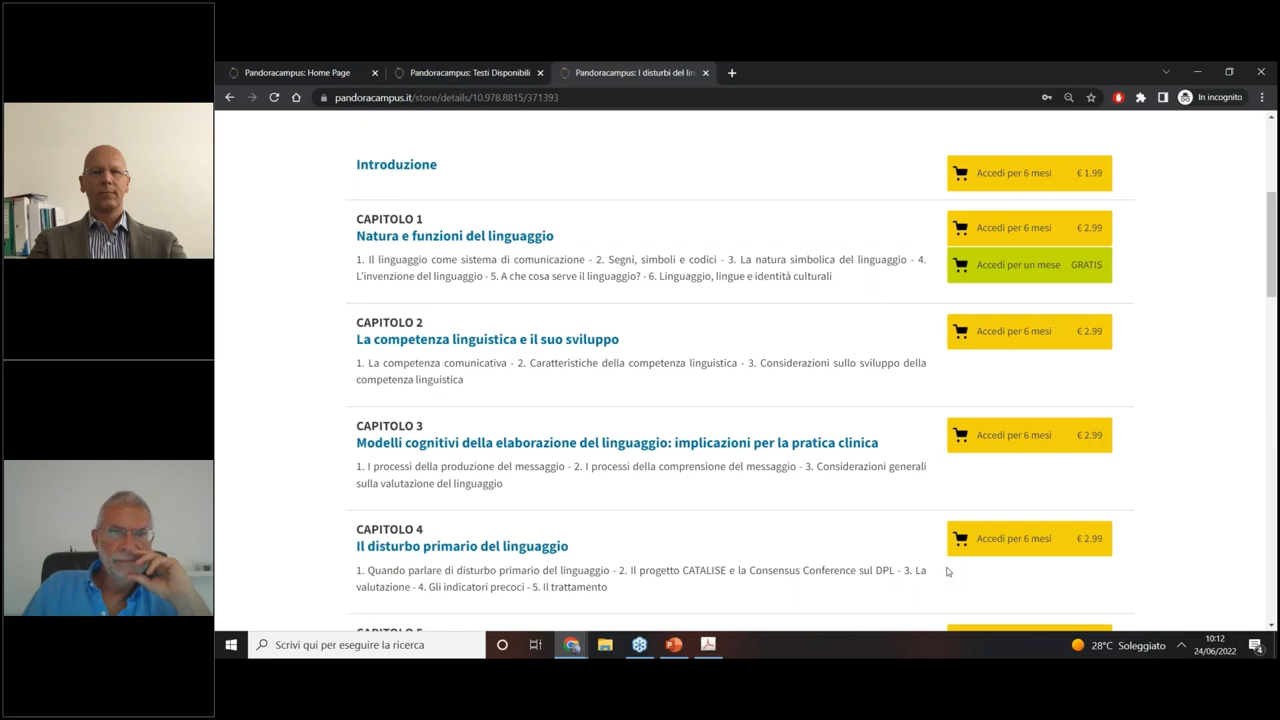 Pandoracampus: Home Page
Pandoracampus: Testi Disponibili
Pandoracampus: I disturbi del lin
pandoracampus.it/store/details/10.978.8815/371393
In incognito
Introduzione
Accedi per 6 mesi € 1.99
CAPITOLO 1
Natura e funzioni del linguaggio
Accedi per 6 mesi € 2.99
1. Il linguaggio come sistema di comunicazione - 2. Segni, simboli e codici - 3. La natura simbolica del linguaggio - 4.
L'invenzione del linguaggio - 5. A che cosa serve il linguaggio? - 6. Linguaggio, lingue e identità culturali
Accedi per un mese GRATIS
CAPITOLO 2
La competenza linguistica e il suo sviluppo
Accedi per 6 mesi € 2.99
1. La competenza comunicativa - 2. Caratteristiche della competenza linguistica - 3. Considerazioni sullo sviluppo della
competenza linguistica
CAPITOLO 3
Modelli cognitivi della elaborazione del linguaggio: implicazioni per la pratica clinica
Accedi per 6 mesi € 2.99
1. I processi della produzione del messaggio - 2. I processi della comprensione del messaggio - 3. Considerazioni generali
sulla valutazione del linguaggio
CAPITOLO 4
Il disturbo primario del linguaggio
Accedi per 6 mesi € 2.99
1. Quando parlare di disturbo primario del linguaggio - 2. Il progetto CATALISE e la Consensus Conference sul DPL - 3. La
valutazione - 4. Gli indicatori precoci - 5. Il trattamento
Scrivi qui per eseguire la ricerca
28°C Soleggiato
10:12
24/06/2022
4